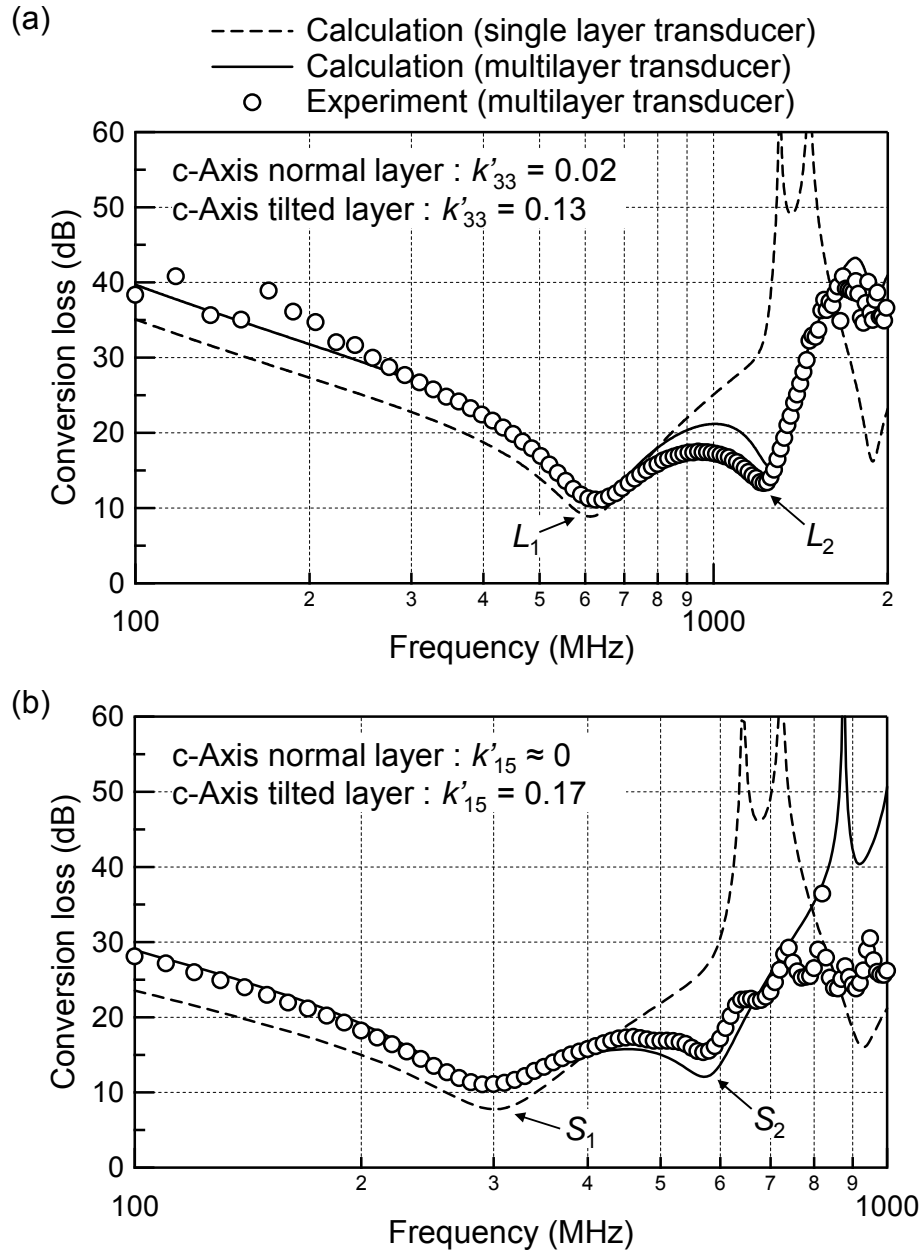 (a)
Calculation (single layer transducer)
Calculation (multilayer transducer)
Experiment (multilayer transducer)
c-Axis normal layer : k'33 = 0.02
c-Axis tilted layer : k'33 = 0.13
60
50
40
30
20
10
0
Conversion loss (dB)
L1
L2
2
3
4
5
6
7
8
9
2
100
1000
Frequency (MHz)
(b)
c-Axis normal layer : k'15 ≈ 0
c-Axis tilted layer : k'15 = 0.17
60
50
40
30
20
10
0
Conversion loss (dB)
S1
S2
2
3
4
5
6
7
8
9
100
1000
Frequency (MHz)